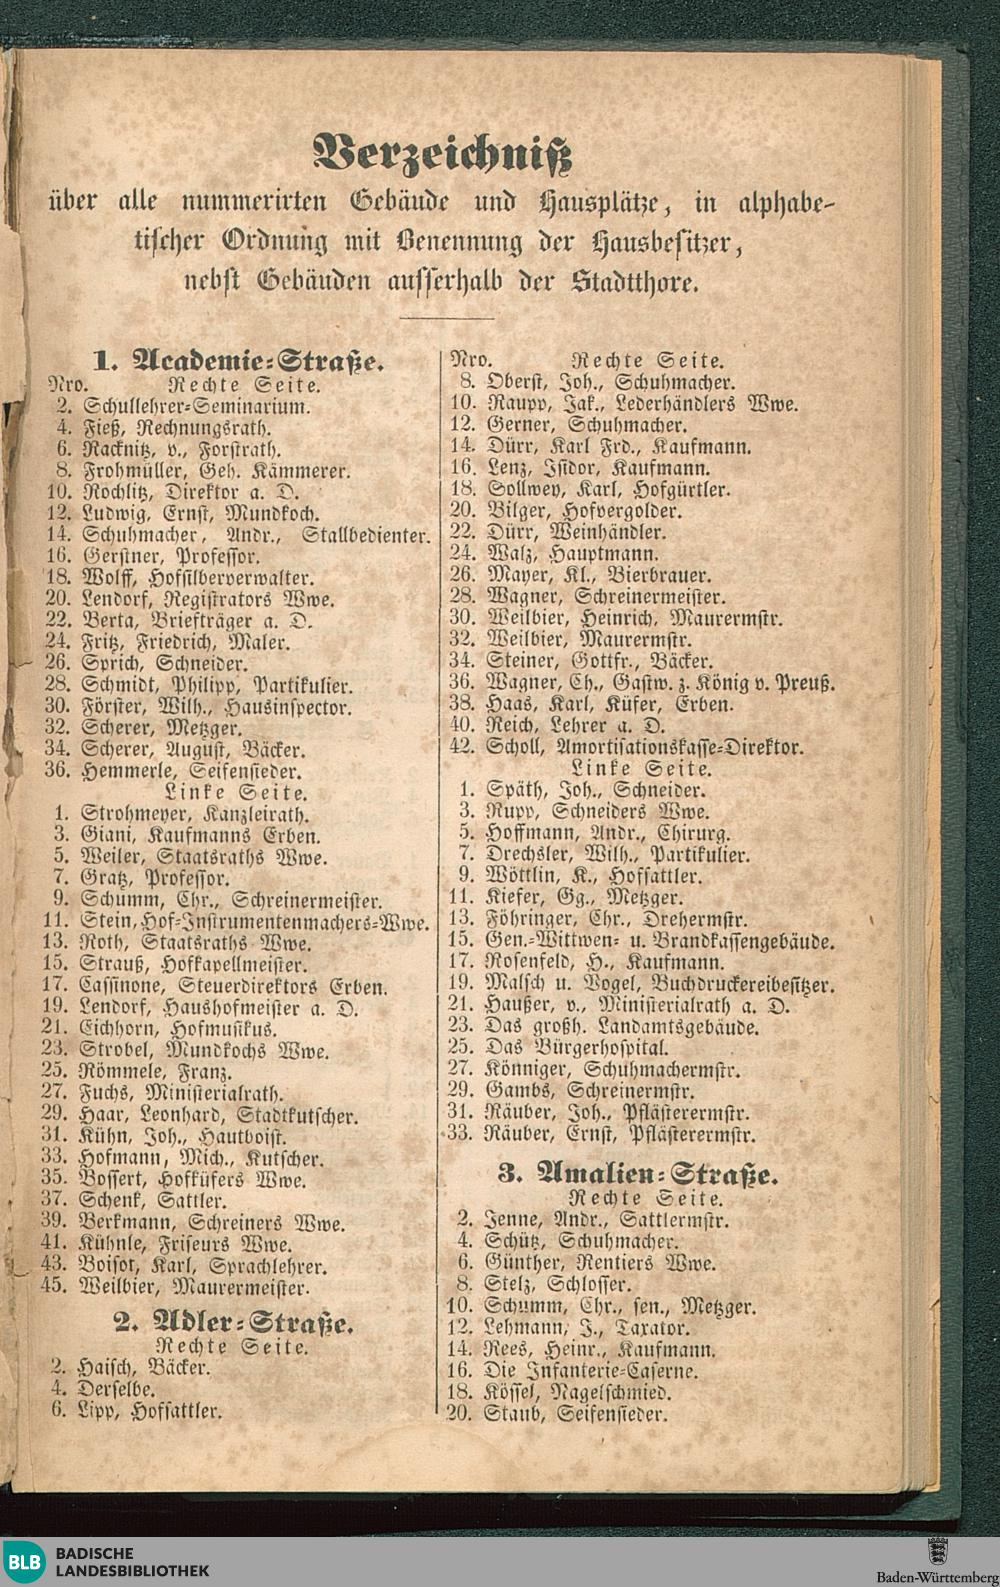 Verzeichniß
über alle nummerirten Gebäude und Hausplätze, in alphabe-
tischer Ordnung mit Benennung der Hausbesitzer,
nebst Gebäuden ausserhalb der Stadtthore.
1. Academie-Straße.
Nro. Rechte Seite.
2. Schullehrer-Seminarium.
4. Fieß, Rechnungsrath.
6. Racknitz, v., Forstrath.
8. Frohmüller, Geh. Kämmerer.
10. Rochlitz, Direktor a. D.
12. Ludwig, Ernst, Mundkoch.
14. Schuhmacher, Andr., Stallbedienter.
16. Gerstner, Professor.
18. Wolff, Hofsilberverwalter.
20. Lendorf, Registrators Wwe.
22. Berta, Briefträger a. D.
24. Fritz, Friedrich, Maler.
26. Sprich, Schneider.
28. Schmidt, Philipp, Partikulier.
30. Förster, Wilh., Hausinspector.
32. Scherer, Metzger.
34. Scherer, August, Bäcker.
36. Hemmerle, Seifensieder.
Linke Seite.
1. Strohmeyer, Kanzleirath.
3. Giani, Kaufmanns Erben.
5. Weiler, Staatsraths Wwe.
7. Gratz, Professor.
9. Schumm, Chr., Schreinermeister.
11. Stein, Hof-Instrumentenmachers-Wwe.
13. Roth, Staatsraths Wwe.
15. Strauß, Hofkapellmeister.
17. Cassinone, Steuerdirektors Erben.
19. Lendorf, Haushofmeister a. D.
21. Eichhorn, Hofmusikus.
23. Strobel, Mundkochs Wwe.
25. Römmele, Franz.
27. Fuchs, Ministerialrath.
29. Haar, Leonhard, Stadtkutscher.
31. Kühn, Joh., Hautboist.
33. Hofmann, Mich., Kutscher.
35. Bossert, Hofküfers Wwe.
37. Schenk, Sattler.
39. Berkmann, Schreiners Wwe.
41. Kühnle, Friseurs Wwe.
43. Boisot, Karl, Sprachlehrer.
45. Weilbier, Maurermeister.
2. Adler-Straße.
Rechte Seite.
2. Haisch, Bäcker.
4. Derselbe.
6. Lipp, Hofsattler.
Nro. Rechte Seite.
8. Oberst, Joh., Schuhmacher.
10. Raupp, Jak., Lederhändlers Wwe.
12. Gerner, Schuhmacher.
14. Dürr, Karl Frd., Kaufmann.
16. Lenz, Isidor, Kaufmann.
18. Sollwey, Karl, Hofgürtler.
20. Bilger, Hofvergolder.
22. Dürr, Weinhändler.
24. Walz, Hauptmann.
26. Mayer, Kl., Bierbrauer.
28. Wagner, Schreinermeister.
30. Weilbier, Heinrich, Maurermstr.
32. Weilbier, Maurermstr.
34. Steiner, Gottfr., Bäcker.
36. Wagner, Ch., Gastw. z. König v. Preuß.
38. Haas, Karl, Küfer, Erben.
40. Reich, Lehrer a. D.
42. Scholl, Amortisationskasse-Direktor.
Linke Seite.
1. Späth, Joh., Schneider.
3. Rupp, Schneiders Wwe.
5. Hoffmann, Andr., Chirurg.
7. Drechsler, Wilh., Partikulier.
9. Wöttlin, K., Hofsattler.
11. Kiefer, Gg., Metzger.
13. Föhringer, Chr., Drehermstr.
15. Gen.-Wittwen- u. Brandkassengebäude.
17. Rosenfeld, H., Kaufmann.
19. Malsch u. Vogel, Buchdruckereibesitzer.
21. Haußer, v., Ministerialrath a. D.
23. Das großh. Landamtsgebäude.
25. Das Bürgerhospital.
27. Könniger, Schuhmachermstr.
29. Gambs, Schreinermstr.
31. Räuber, Joh., Pflästerermstr.
33. Räuber, Ernst, Pflästerermstr.
3. Amalien-Straße.
Rechte Seite.
2. Jenne, Andr., Sattlermstr.
4. Schütz, Schuhmacher.
6. Günther, Rentiers Wwe.
8. Stelz, Schlosser.
10. Schumm, Chr., sen., Metzger.
12. Lehmann, J., Taxator.
14. Rees, Heinr., Kaufmann.
16. Die Infanterie-Caserne.
18. Kössel, Nagelschmied.
20. Staub, Seifensieder.
BLB BADISCHE
LANDESBIBLIOTHEK
Baden-Württemberg